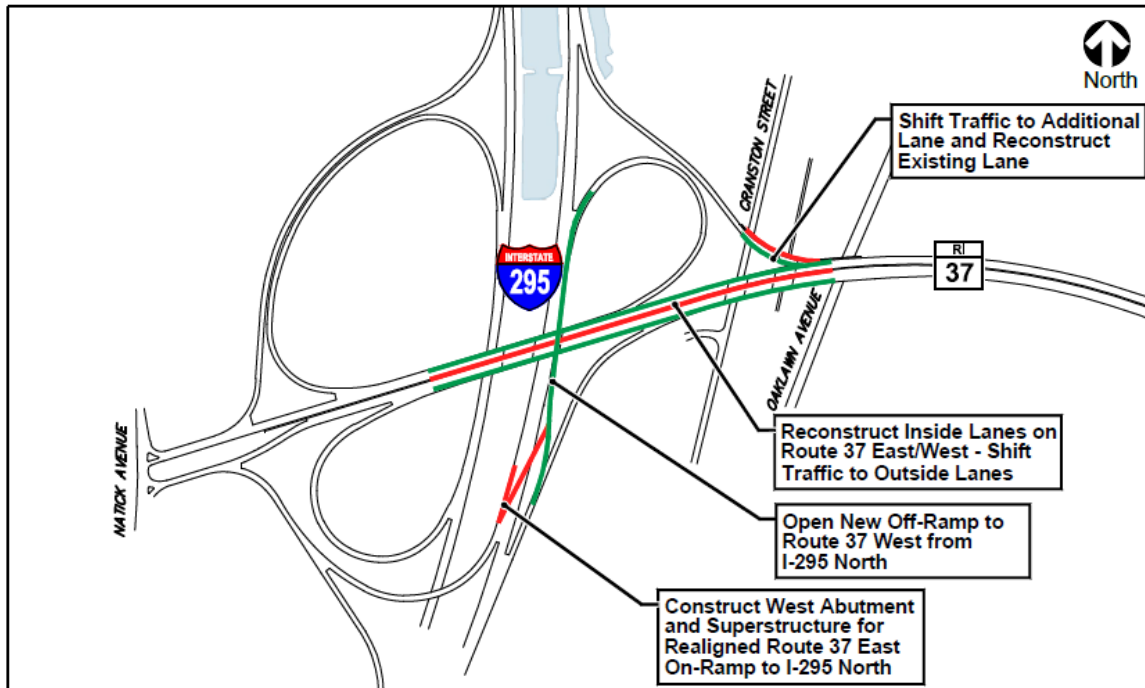 North
CRANSTON STREET
Shift Traffic to Additional
Lane and Reconstruct
Existing Lane
INTERSTATE
295
RI
37
OAKLAWN AVENUE
NATICK AVENUE
Reconstruct Inside Lanes on
Route 37 East/West - Shift
Traffic to Outside Lanes
Open New Off-Ramp to
Route 37 West from
I-295 North
Construct West Abutment
and Superstructure for
Realigned Route 37 East
On-Ramp to I-295 North